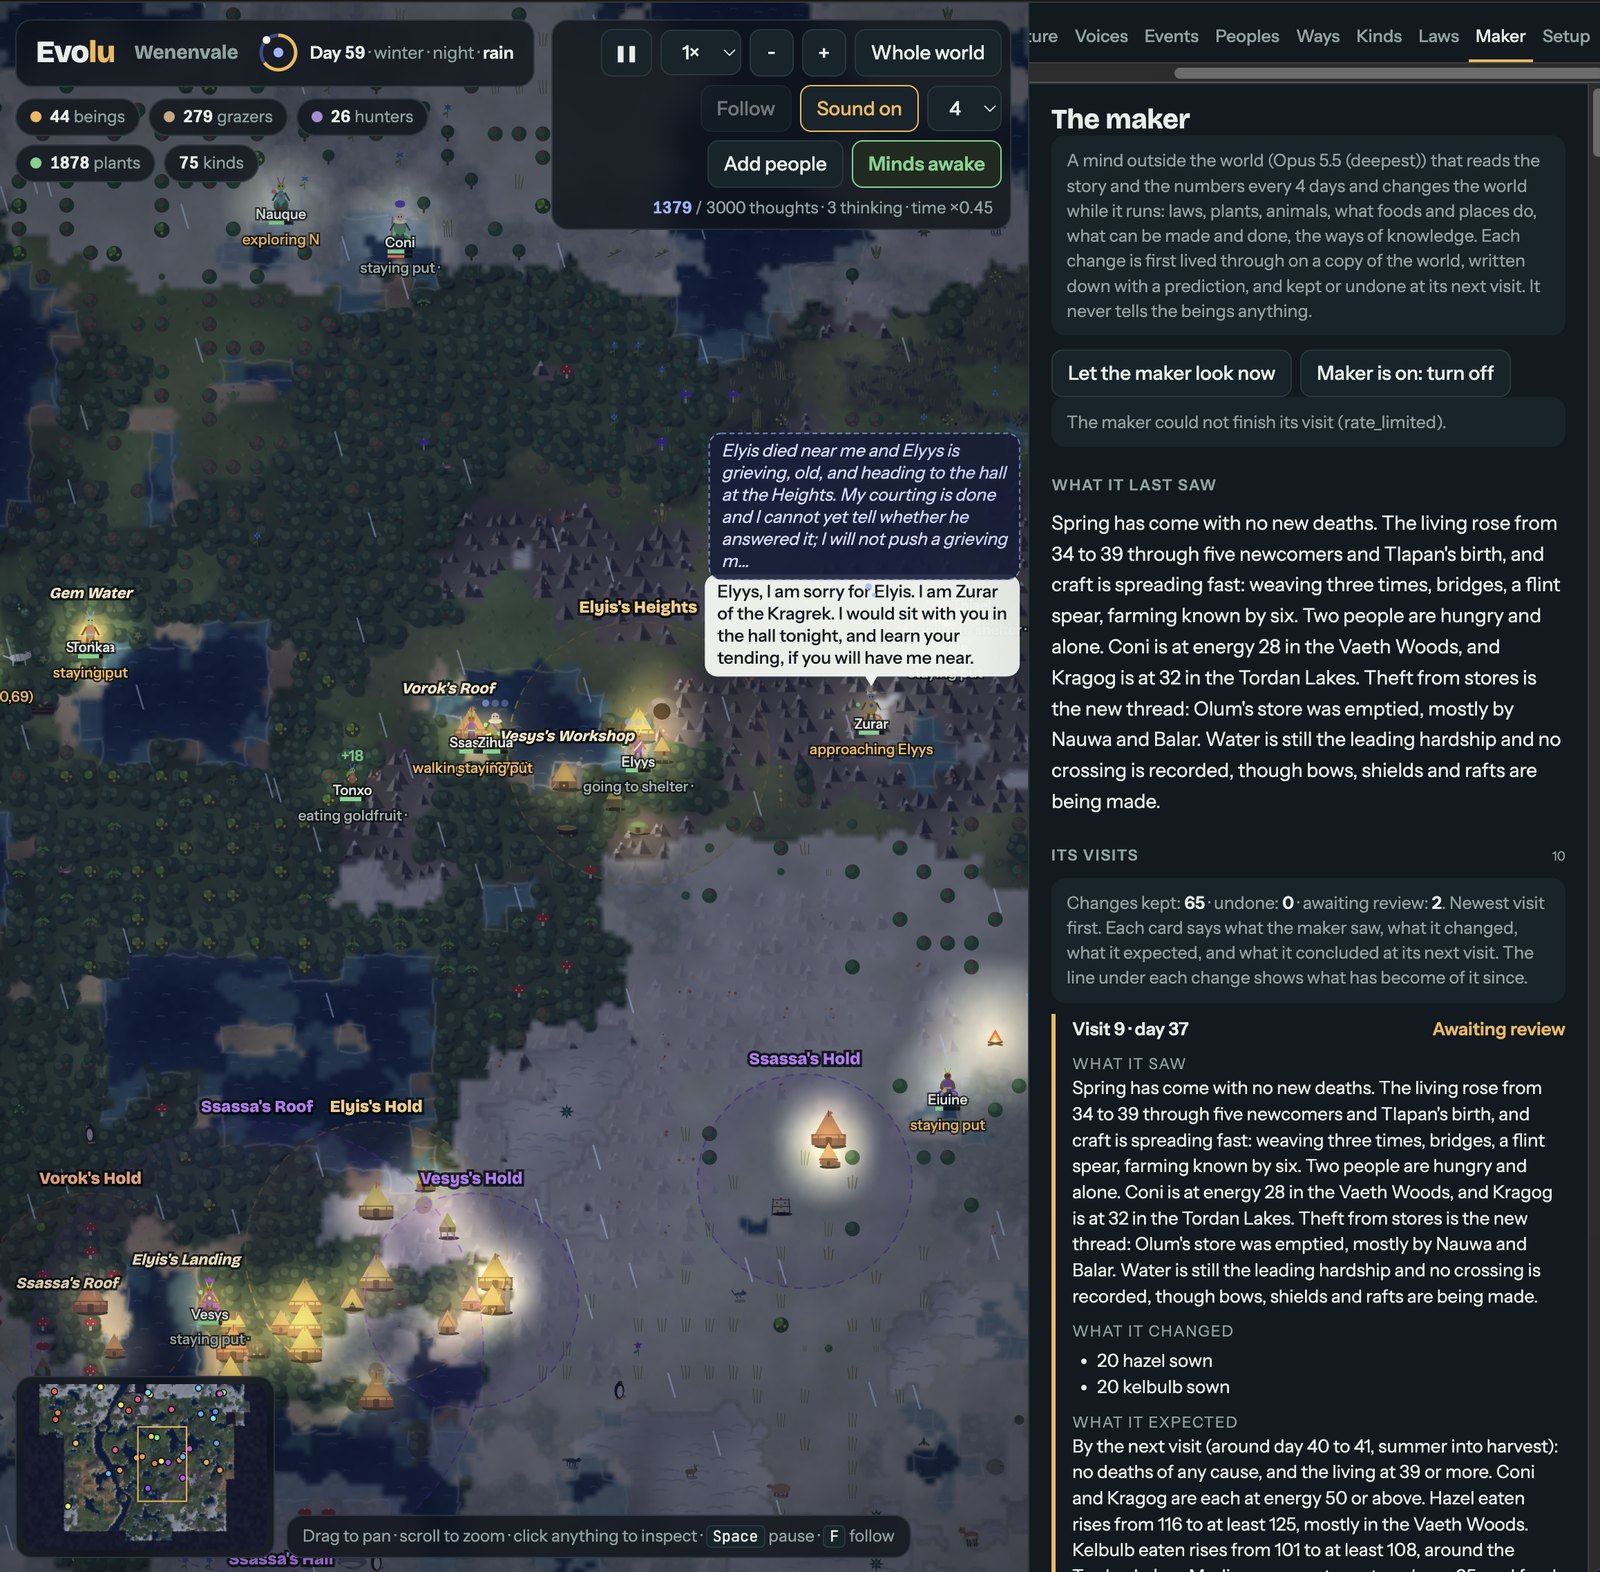 Evolu Wenenvale Day 59 · winter · night · rain
44 beings 279 grazers 26 hunters
1878 plants 75 kinds
1× - + Whole world
Follow Sound on 4
Add people Minds awake
1379 / 3000 thoughts · 3 thinking · time ×0.45
Nauque
exploring N
Coni
staying put ·
Elyis died near me and Elyys is
grieving, old, and heading to the hall
at the Heights. My courting is done
and I cannot yet tell whether he
answered it; I will not push a grieving
m...
Elyys, I am sorry for Elyis. I am Zurar
of the Kragrek. I would sit with you in
the hall tonight, and learn your
tending, if you will have me near.
Gem Water
Tonkaa
staying put
0,69)
Elyis's Heights
Vorok's Roof
Vesys's Workshop
Zihua
staying put
Elyys
going to shelter ·
Zurar
approaching Elyys
+18
Tonxo
eating goldfruit ·
Ssassa's Hold
Eiuine
staying put
Ssassa's Roof
Elyis's Hold
Vorok's Hold
Vesys's Hold
Elyis's Landing
Ssassa's Roof
Vesys
staying put ·
Ssassa's Hall
Drag to pan · scroll to zoom · click anything to inspect · Space pause · F follow
ture Voices Events Peoples Ways Kinds Laws Maker Setup
The maker
A mind outside the world (Opus 5.5 (deepest)) that reads the
story and the numbers every 4 days and changes the world
while it runs: laws, plants, animals, what foods and places do,
what can be made and done, the ways of knowledge. Each
change is first lived through on a copy of the world, written
down with a prediction, and kept or undone at its next visit. It
never tells the beings anything.
Let the maker look now Maker is on: turn off
The maker could not finish its visit (rate_limited).
WHAT IT LAST SAW
Spring has come with no new deaths. The living rose from
34 to 39 through five newcomers and Tlapan's birth, and
craft is spreading fast: weaving three times, bridges, a flint
spear, farming known by six. Two people are hungry and
alone. Coni is at energy 28 in the Vaeth Woods, and
Kragog is at 32 in the Tordan Lakes. Theft from stores is
the new thread: Olum's store was emptied, mostly by
Nauwa and Balar. Water is still the leading hardship and no
crossing is recorded, though bows, shields and rafts are
being made.
ITS VISITS 10
Changes kept: 65 · undone: 0 · awaiting review: 2. Newest visit
first. Each card says what the maker saw, what it changed,
what it expected, and what it concluded at its next visit. The
line under each change shows what has become of it since.
Visit 9 · day 37 Awaiting review
WHAT IT SAW
Spring has come with no new deaths. The living rose from
34 to 39 through five newcomers and Tlapan's birth, and
craft is spreading fast: weaving three times, bridges, a flint
spear, farming known by six. Two people are hungry and
alone. Coni is at energy 28 in the Vaeth Woods, and Kragog
is at 32 in the Tordan Lakes. Theft from stores is the new
thread: Olum's store was emptied, mostly by Nauwa and
Balar. Water is still the leading hardship and no crossing is
recorded, though bows, shields and rafts are being made.
WHAT IT CHANGED
• 20 hazel sown
• 20 kelbulb sown
WHAT IT EXPECTED
By the next visit (around day 40 to 41, summer into harvest):
no deaths of any cause, and the living at 39 or more. Coni
and Kragog are each at energy 50 or above. Hazel eaten
rises from 116 to at least 125, mostly in the Vaeth Woods.
Kelbulb eaten rises from 101 to at least 108, around the